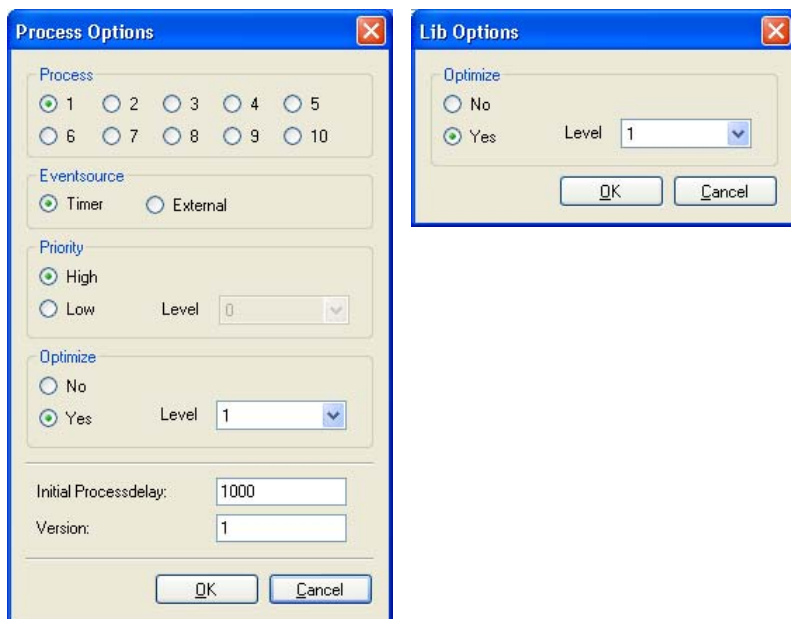 Process Options
Process
1 2 3 4 5
6 7 8 9 10
Eventsource
Timer External
Priority
High
Low Level 0
Optimize
No
Yes Level 1
Initial Processdelay: 1000
Version: 1
OK Cancel
Lib Options
Optimize
No
Yes Level 1
OK Cancel